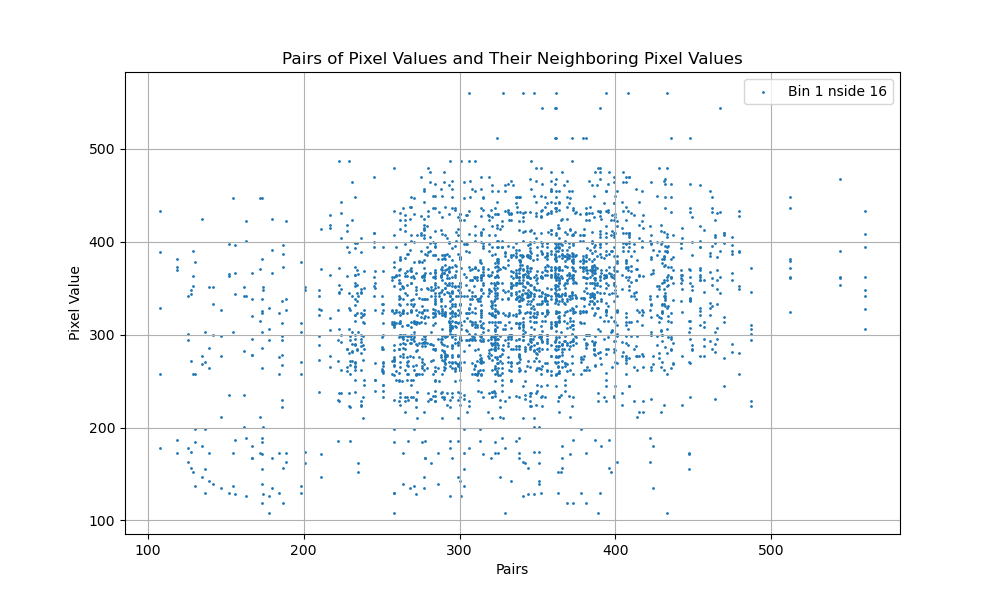 Pairs of Pixel Values and Their Neighboring Pixel Values
Bin 1 nside 16
500
400
300
200
100
Pixel Value
100 200 300 400 500
Pairs